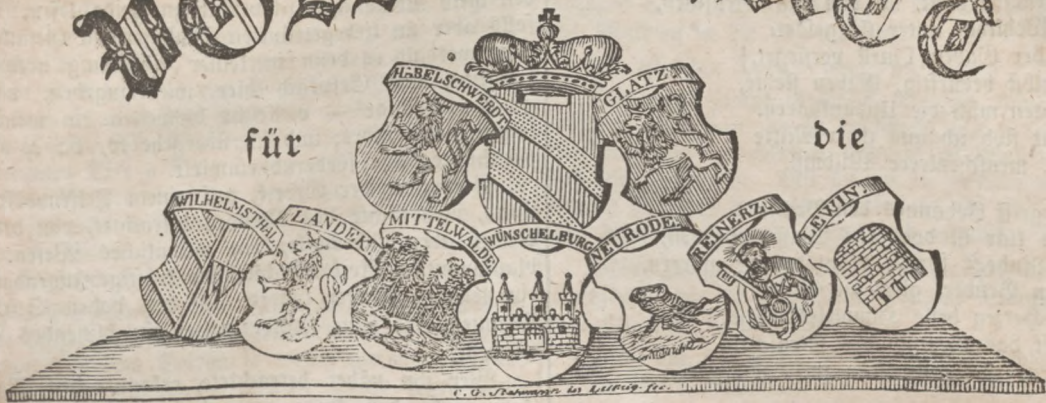 HABELSCHWERDT.
GLATZ.
für
die
WILHELMSTHAL
LANDEK.
MITTELWALDE
WÜNSCHELBURG
NEURODE.
REINERZ.
LEWIN.